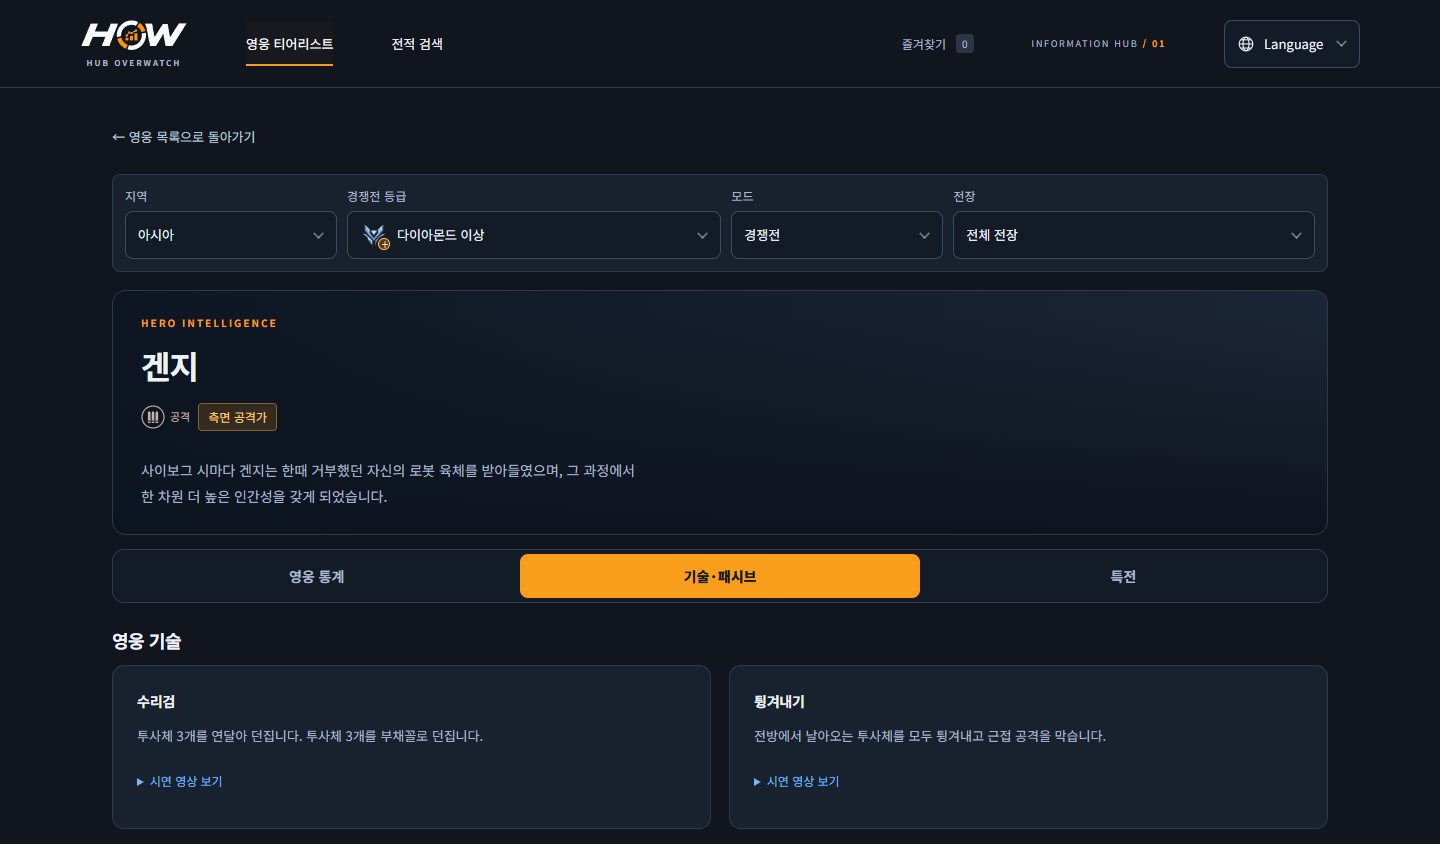 HOW
HUB OVERWATCH
영웅 티어리스트
전적 검색
즐겨찾기 0
INFORMATION HUB / 01
Language
← 영웅 목록으로 돌아가기
지역
경쟁전 등급
모드
전장
아시아
다이아몬드 이상
경쟁전
전체 전장
HERO INTELLIGENCE
겐지
공격
측면 공격가
사이보그 시마다 겐지는 한때 거부했던 자신의 로봇 육체를 받아들였으며, 그 과정에서
한 차원 더 높은 인간성을 갖게 되었습니다.
영웅 통계
기술·패시브
특전
영웅 기술
수리검
투사체 3개를 연달아 던집니다. 투사체 3개를 부채꼴로 던집니다.
▶ 시연 영상 보기
튕겨내기
전방에서 날아오는 투사체를 모두 튕겨내고 근접 공격을 막습니다.
▶ 시연 영상 보기